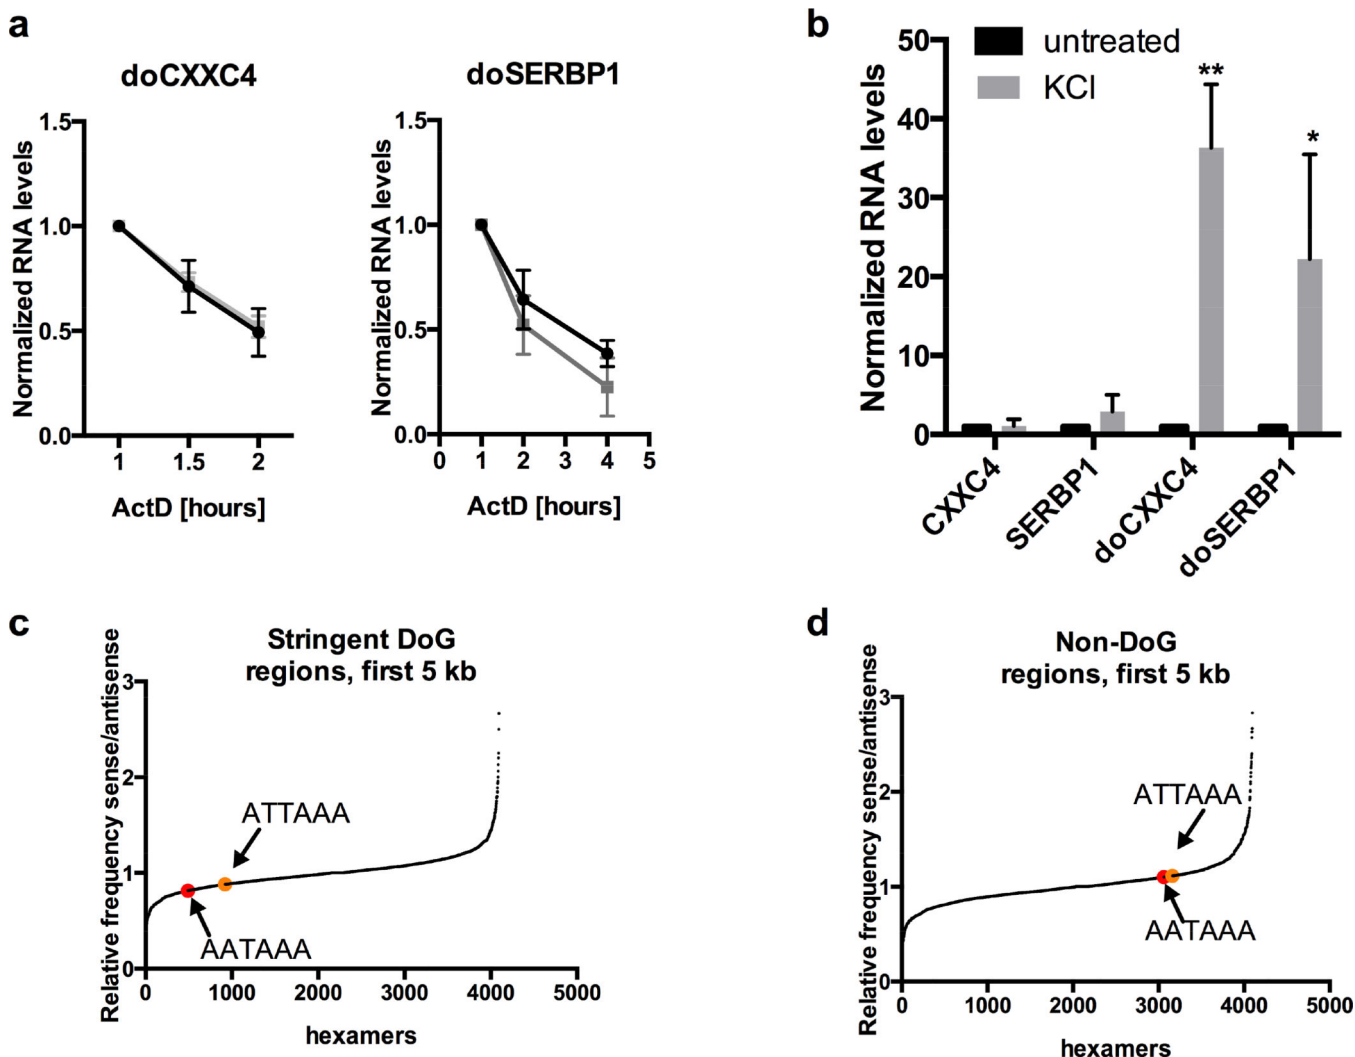 a
doCXXC4
Normalized RNA levels
1.5
1.0
0.5
0.0
1
1.5
2
ActD [hours]
doSERBP1
Normalized RNA levels
1.5
1.0
0.5
0.0
0
1
2
3
4
5
ActD [hours]
b
untreated
KCl
Normalized RNA levels
50
40
30
20
10
0
**
*
CXXC4
SERBP1
doCXXC4
doSERBP1
c
Stringent DoG
regions, first 5 kb
Relative frequency sense/antisense
3
2
1
0
ATTAAA
AATAAA
0
1000
2000
3000
4000
5000
hexamers
d
Non-DoG
regions, first 5 kb
Relative frequency sense/antisense
3
2
1
0
ATTAAA
AATAAA
0
1000
2000
3000
4000
5000
hexamers